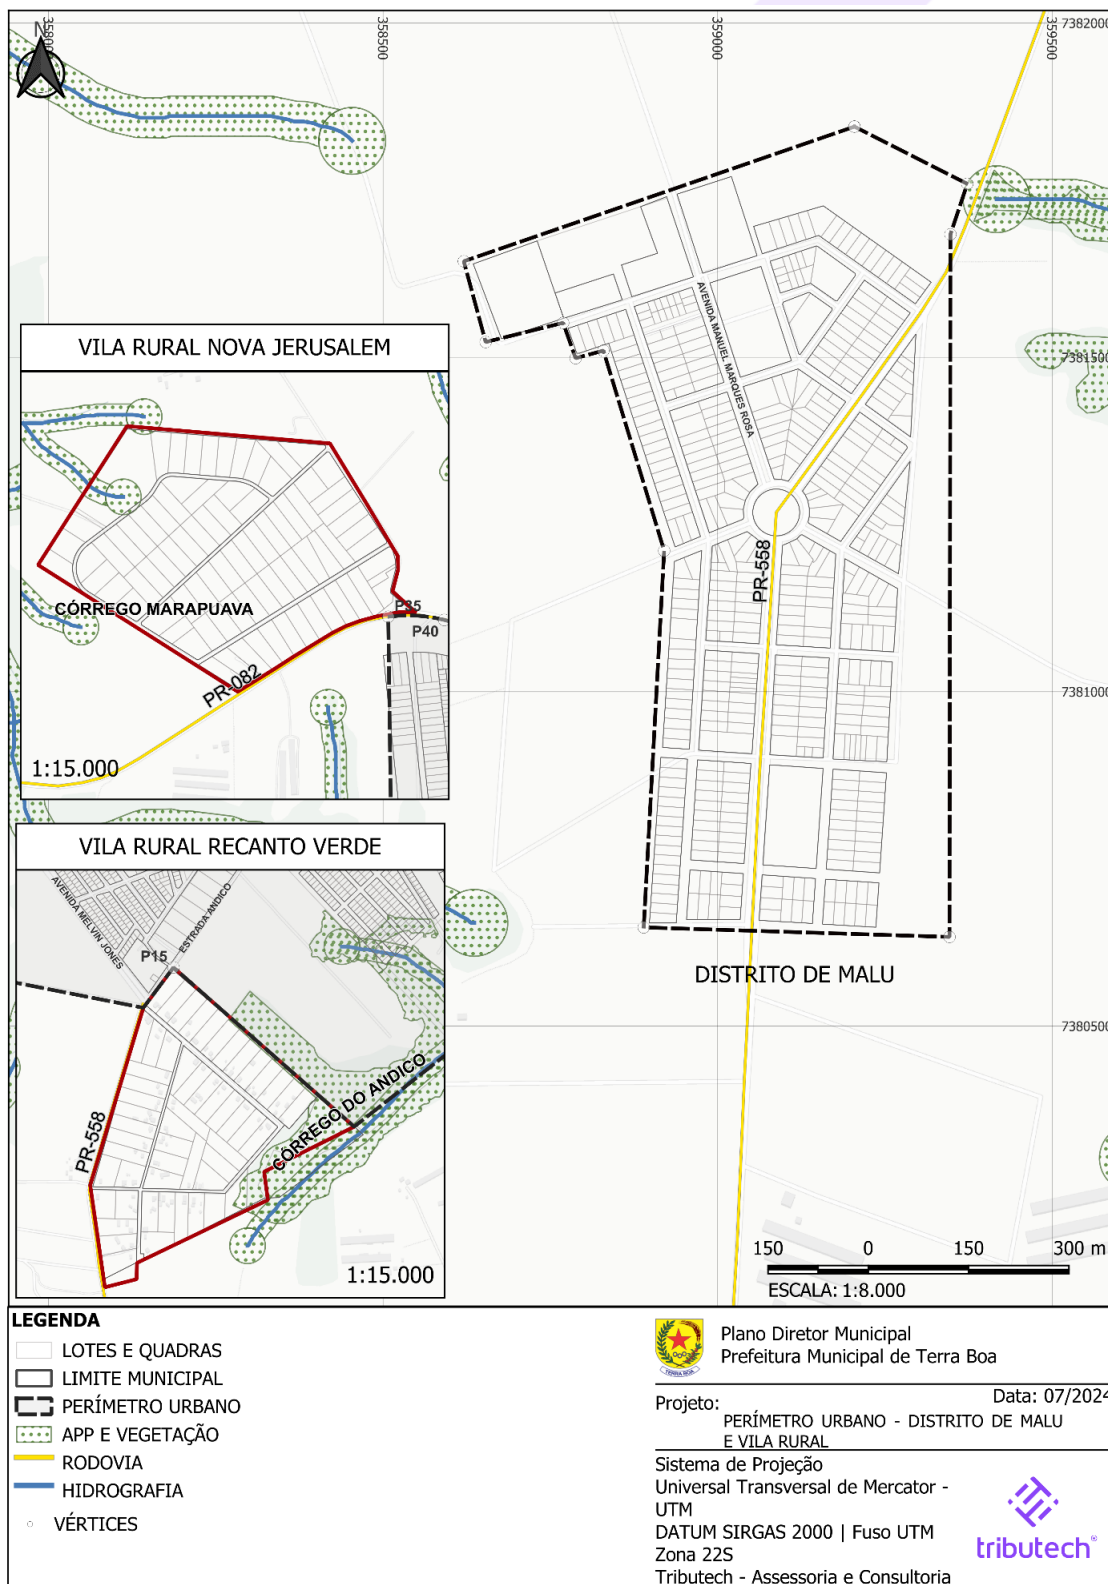 N
358000
358500
359000
359500
7382000
7381500
7381000
7380500
AVENIDA MANUEL MARQUES ROSA
PR-558
DISTRITO DE MALU
VILA RURAL NOVA JERUSALEM
CÓRREGO MARAPUAVA
P35
P40
PR-082
1:15.000
VILA RURAL RECANTO VERDE
AVENIDA MELVIN JONES
ESTRADA ANDICO
P15
PR-558
CÓRREGO DO ANDICO
1:15.000
150 0 150 300 m
ESCALA: 1:8.000
LEGENDA
LOTES E QUADRAS
LIMITE MUNICIPAL
PERÍMETRO URBANO
APP E VEGETAÇÃO
RODOVIA
HIDROGRAFIA
VÉRTICES
TERRA BOA
Plano Diretor Municipal
Prefeitura Municipal de Terra Boa
Projeto:
Data: 07/2024
PERÍMETRO URBANO - DISTRITO DE MALU
E VILA RURAL
Sistema de Projeção
Universal Transversal de Mercator -
UTM
DATUM SIRGAS 2000 | Fuso UTM
Zona 22S
Tributech - Assessoria e Consultoria
tributech®